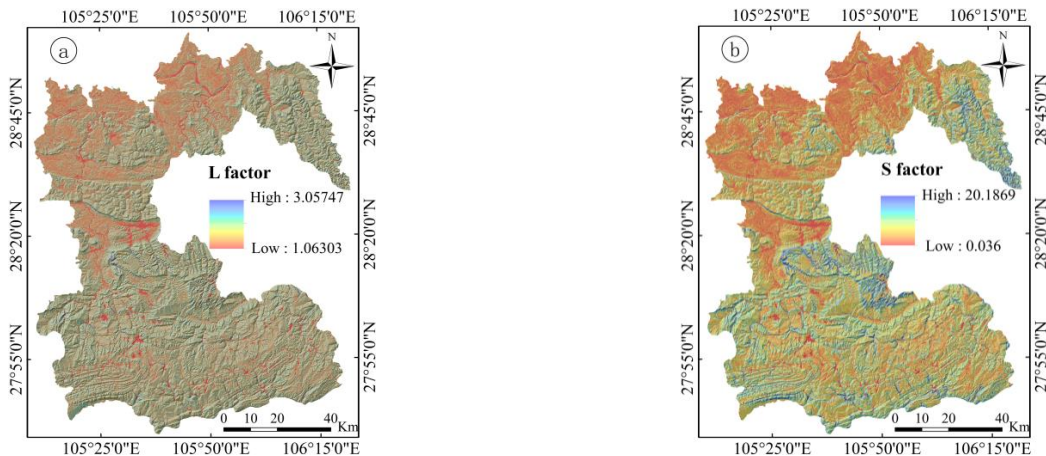 105°25'0"E 105°50'0"E 106°15'0"E
ⓐ
N
28°45'0"N
28°45'0"N
L factor
High : 3.05747
Low : 1.06303
28°20'0"N
28°20'0"N
27°55'0"N
27°55'0"N
0 10 20 40
Km
105°25'0"E 105°50'0"E 106°15'0"E
105°25'0"E 105°50'0"E 106°15'0"E
ⓑ
N
28°45'0"N
28°45'0"N
S factor
High : 20.1869
Low : 0.036
28°20'0"N
28°20'0"N
27°55'0"N
27°55'0"N
0 10 20 40
Km
105°25'0"E 105°50'0"E 106°15'0"E